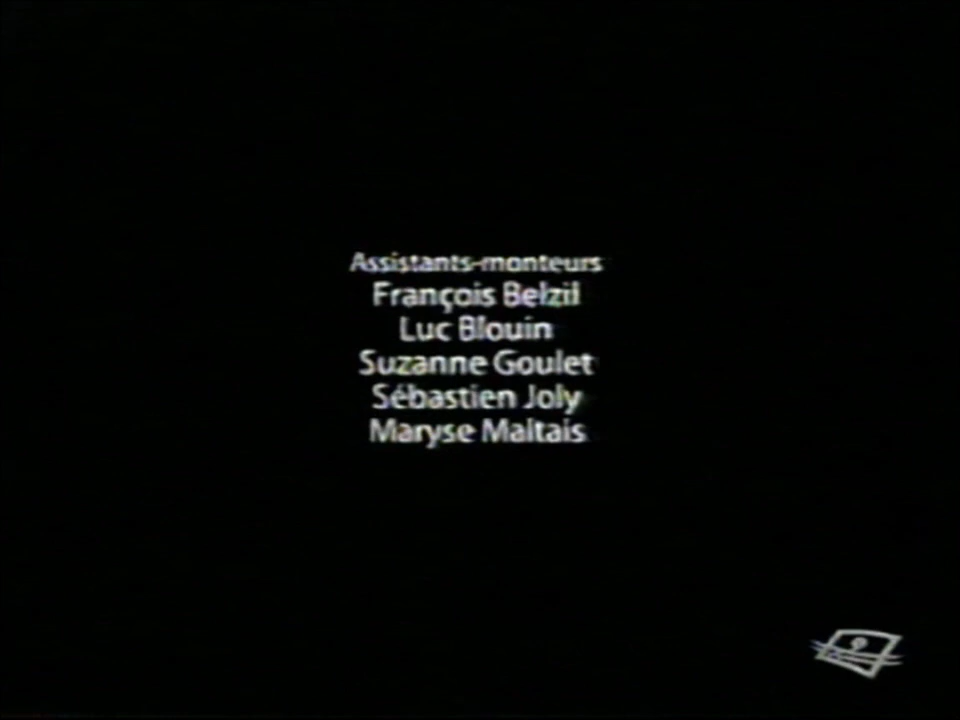 Assistants-monteurs
François Belzil
Luc Blouin
Suzanne Goulet
Sébastien Joly
Maryse Maltais